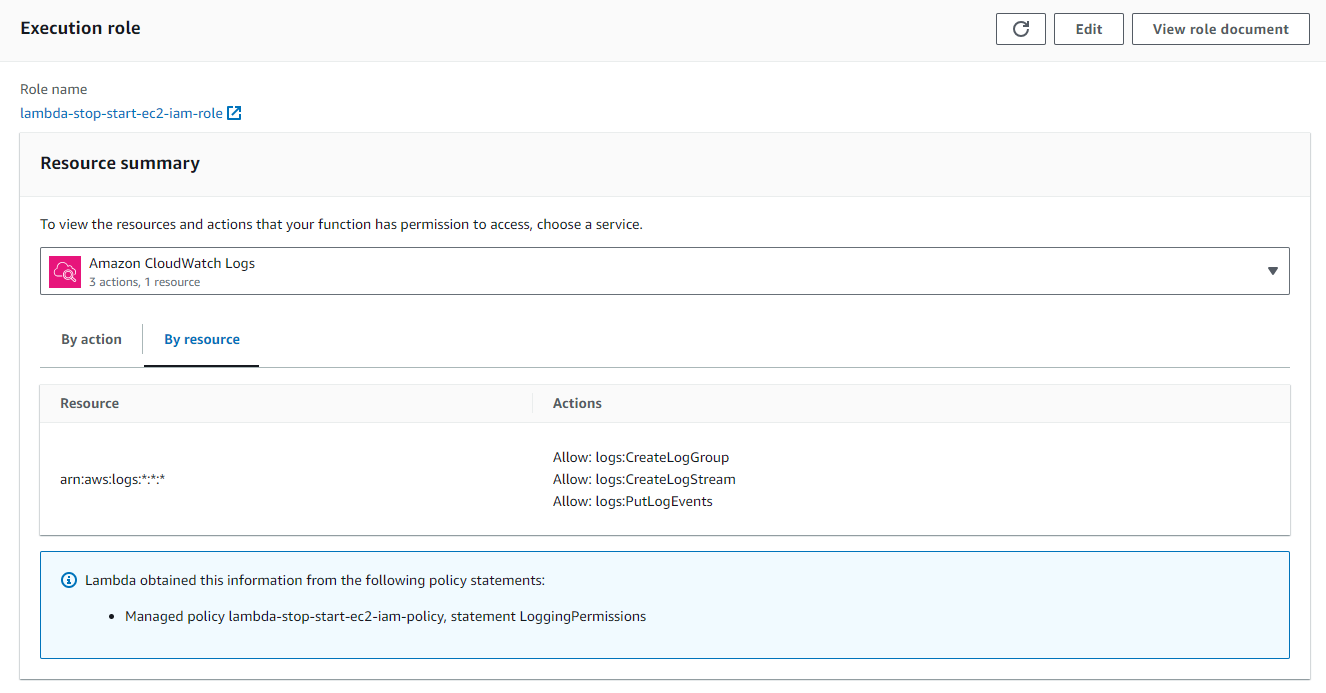 Execution role
Edit
View role document
Role name
lambda-stop-start-ec2-iam-role
Resource summary
To view the resources and actions that your function has permission to access, choose a service.
Amazon CloudWatch Logs
3 actions, 1 resource
By action
By resource
Resource
Actions
arn:aws:logs:*:*:*
Allow: logs:CreateLogGroup
Allow: logs:CreateLogStream
Allow: logs:PutLogEvents
Lambda obtained this information from the following policy statements:
• Managed policy lambda-stop-start-ec2-iam-policy, statement LoggingPermissions